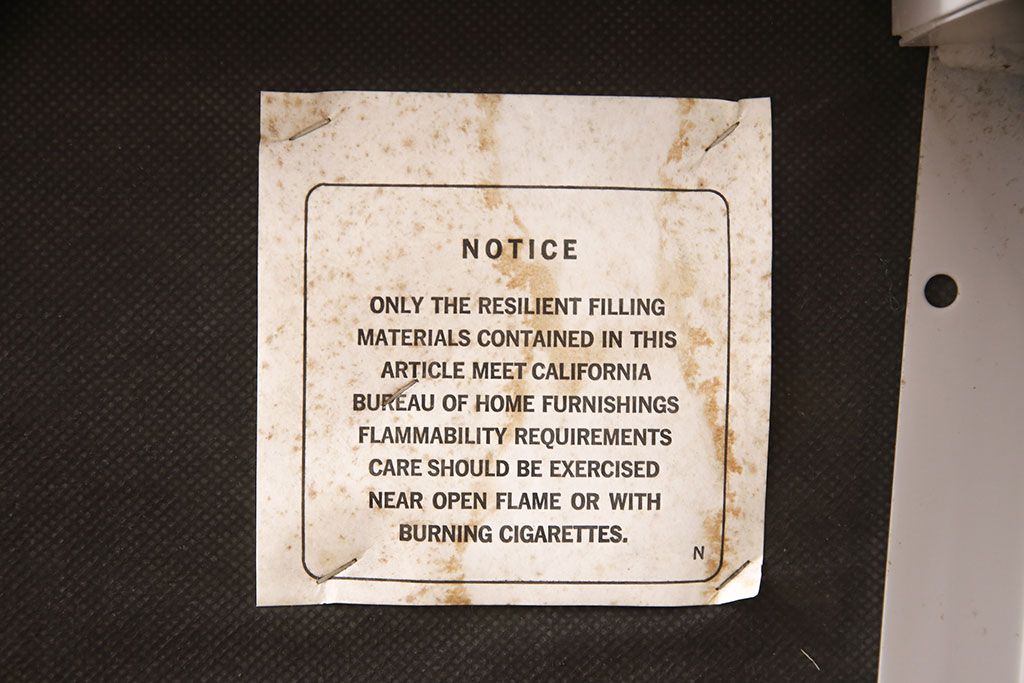 NOTICE
ONLY THE RESILIENT FILLING
MATERIALS CONTAINED IN THIS
ARTICLE MEET CALIFORNIA
BUREAU OF HOME FURNISHINGS
FLAMMABILITY REQUIREMENTS
CARE SHOULD BE EXERCISED
NEAR OPEN FLAME OR WITH
BURNING CIGARETTES.
N